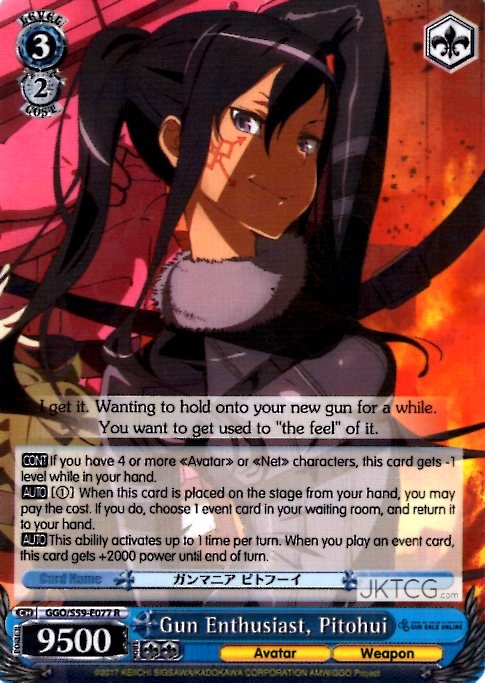 LEVEL
3
2
COST
I get it. Wanting to hold onto your new gun for a while.
You want to get used to "the feel" of it.
CONT If you have 4 or more «Avatar» or «Net» characters, this card gets -1
level while in your hand.
AUTO [①] When this card is placed on the stage from your hand, you may
pay the cost. If you do, choose 1 event card in your waiting room, and return it
to your hand.
AUTO This ability activates up to 1 time per turn. When you play an event card,
this card gets +2000 power until end of turn.
Card Name
ガンマニア ピトフーイ
JKTCG.com
CH GGO/S59-E077 R
POWER
9500
SOUL
Gun Enthusiast, Pitohui
GUN GALE ONLINE
Avatar
Weapon
©2017 KEIICHI SIGSAWA/KADOKAWA CORPORATION AMW/GGO Project